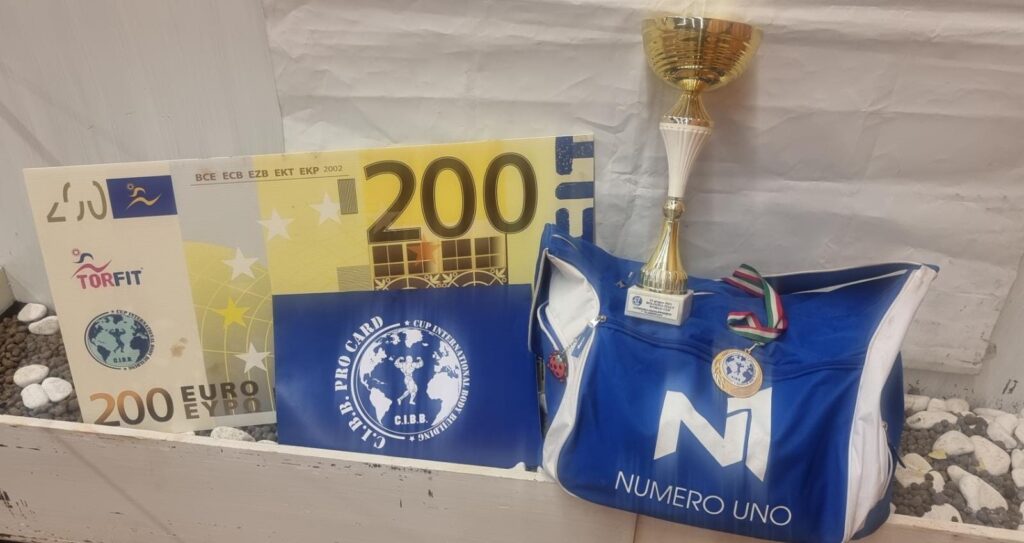 200
BCE ECB EZB EKT EKP 2002
200
TORFIT
C.I.B.B.
200 EURO
ΕΥΡΩ
C.I.B.B. PRO CARD
CUP INTERNATIONAL BODY BUILDING
C.I.B.B.
N1
NUMERO UNO